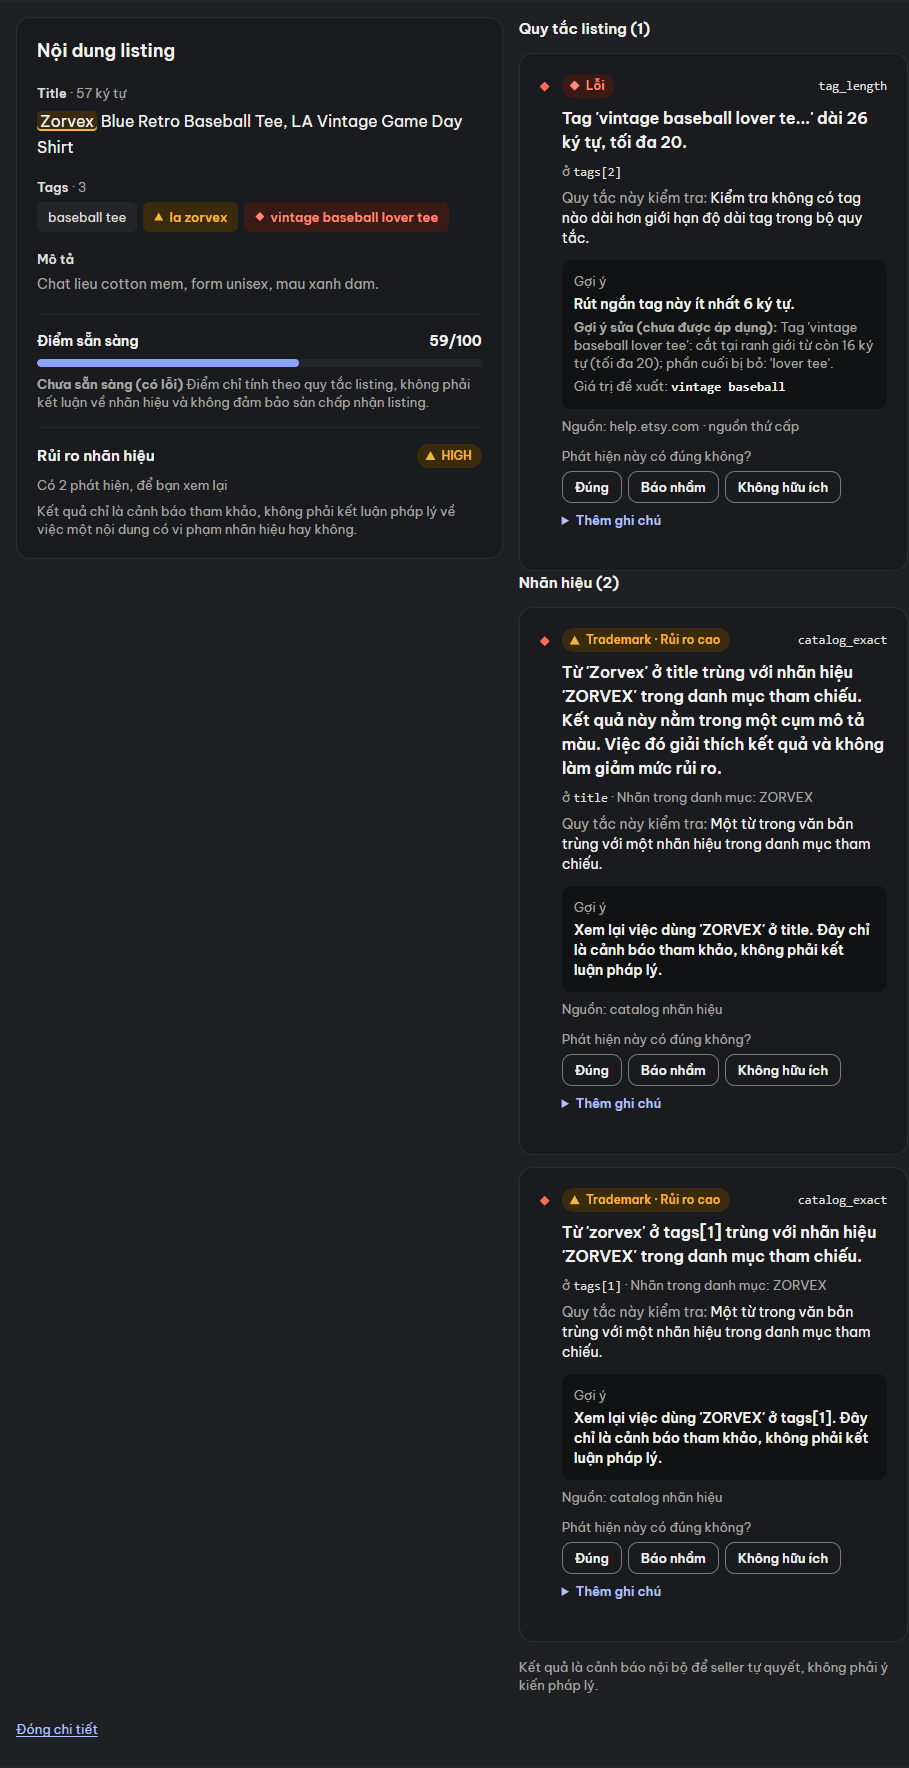 Nội dung listing
Title · 57 ký tự
Zorvex Blue Retro Baseball Tee, LA Vintage Game Day
Shirt
Tags · 3
baseball tee
la zorvex
vintage baseball lover tee
Mô tả
Chat lieu cotton mem, form unisex, mau xanh dam.
Điểm sẵn sàng
59/100
Chưa sẵn sàng (có lỗi) Điểm chỉ tính theo quy tắc listing, không phải
kết luận về nhãn hiệu và không đảm bảo sàn chấp nhận listing.
Rủi ro nhãn hiệu
HIGH
Có 2 phát hiện, để bạn xem lại
Kết quả chỉ là cảnh báo tham khảo, không phải kết luận pháp lý về
việc một nội dung có vi phạm nhãn hiệu hay không.
Quy tắc listing (1)
Lỗi
tag_length
Tag 'vintage baseball lover te...' dài 26
ký tự, tối đa 20.
ở tags[2]
Quy tắc này kiểm tra: Kiểm tra không có tag
nào dài hơn giới hạn độ dài tag trong bộ quy
tắc.
Gợi ý
Rút ngắn tag này ít nhất 6 ký tự.
Gợi ý sửa (chưa được áp dụng): Tag 'vintage
baseball lover tee': cắt tại ranh giới từ còn 16 ký
tự (tối đa 20); phần cuối bị bỏ: 'lover tee'.
Giá trị đề xuất: vintage baseball
Nguồn: help.etsy.com · nguồn thứ cấp
Phát hiện này có đúng không?
Đúng
Báo nhầm
Không hữu ích
Thêm ghi chú
Nhãn hiệu (2)
Trademark · Rủi ro cao
catalog_exact
Từ 'Zorvex' ở title trùng với nhãn hiệu
'ZORVEX' trong danh mục tham chiếu.
Kết quả này nằm trong một cụm mô tả
màu. Việc đó giải thích kết quả và không
làm giảm mức rủi ro.
ở title · Nhãn trong danh mục: ZORVEX
Quy tắc này kiểm tra: Một từ trong văn bản
trùng với một nhãn hiệu trong danh mục tham
chiếu.
Gợi ý
Xem lại việc dùng 'ZORVEX' ở title. Đây chỉ
là cảnh báo tham khảo, không phải kết
luận pháp lý.
Nguồn: catalog nhãn hiệu
Phát hiện này có đúng không?
Đúng
Báo nhầm
Không hữu ích
Thêm ghi chú
Trademark · Rủi ro cao
catalog_exact
Từ 'zorvex' ở tags[1] trùng với nhãn hiệu
'ZORVEX' trong danh mục tham chiếu.
ở tags[1] · Nhãn trong danh mục: ZORVEX
Quy tắc này kiểm tra: Một từ trong văn bản
trùng với một nhãn hiệu trong danh mục tham
chiếu.
Gợi ý
Xem lại việc dùng 'ZORVEX' ở tags[1]. Đây
chỉ là cảnh báo tham khảo, không phải kết
luận pháp lý.
Nguồn: catalog nhãn hiệu
Phát hiện này có đúng không?
Đúng
Báo nhầm
Không hữu ích
Thêm ghi chú
Kết quả là cảnh báo nội bộ để seller tự quyết, không phải ý
kiến pháp lý.
Đóng chi tiết